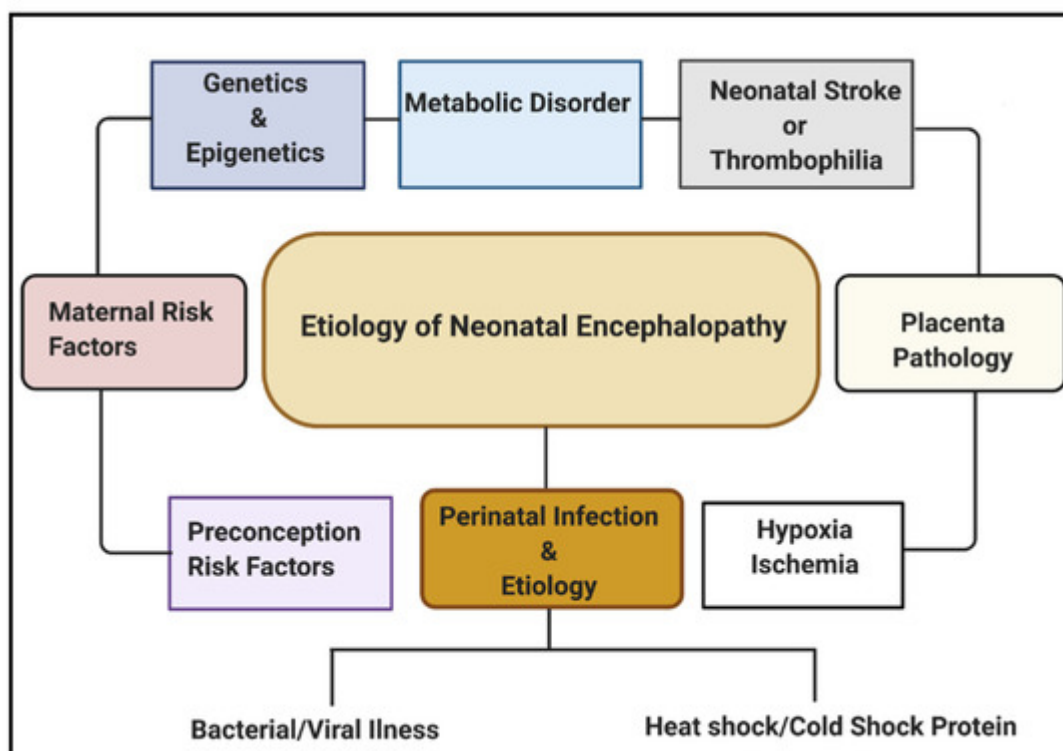 Genetics
&
Epigenetics
Metabolic Disorder
Neonatal Stroke
or
Thrombophilia
Maternal Risk
Factors
Etiology of Neonatal Encephalopathy
Placenta
Pathology
Preconception
Risk Factors
Perinatal Infection
&
Etiology
Hypoxia
Ischemia
Bacterial/Viral Ilness
Heat shock/Cold Shock Protein